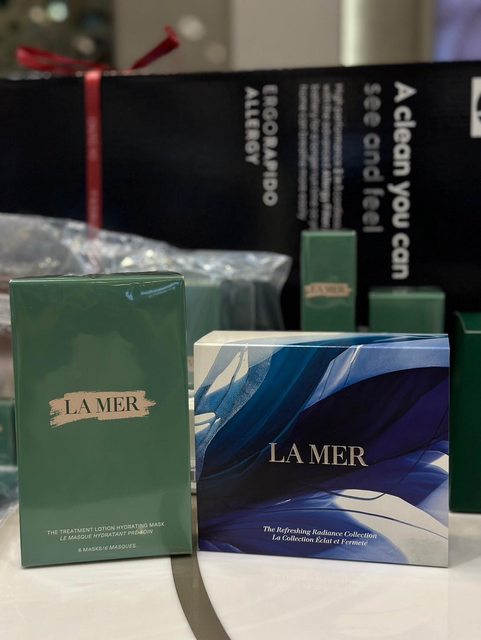 A clean you can
see and feel
ERGORAPIDO
ALLERGY
LA MER
LA MER
THE TREATMENT LOTION HYDRATING MASK
LE MASQUE HYDRATANT PRÉ-SOIN
6 MASKS/6 MASQUES
LA MER
The Refreshing Radiance Collection
La Collection Éclat et Fermeté